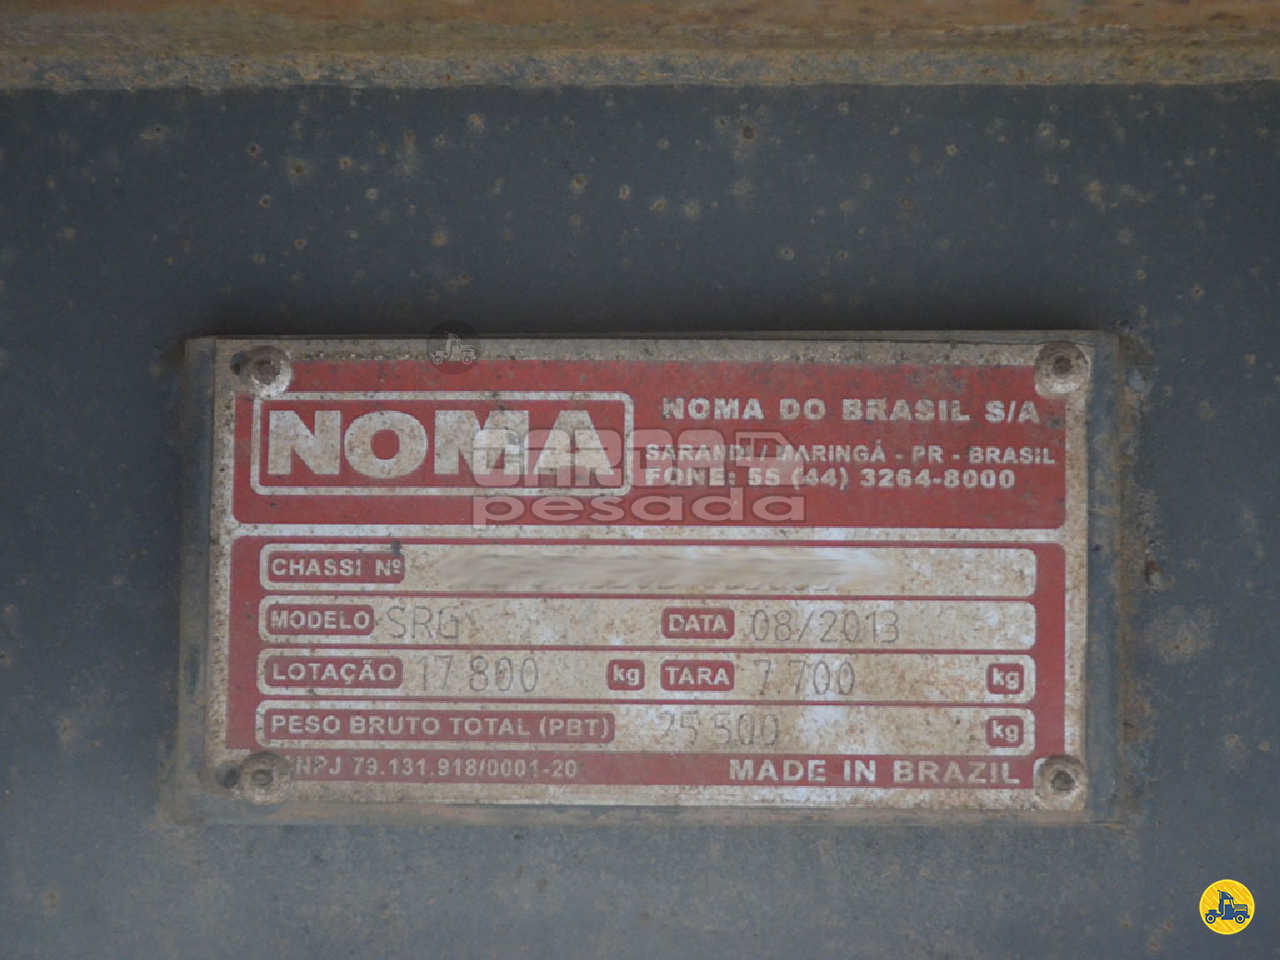 NOMA
NOMA DO BRASIL S/A
SARANDI / MARINGÁ - PR - BRASIL
FONE: 55 (44) 3264-8000
CARGA
pesada
CHASSI Nº
MODELO SRG DATA 08/2013
LOTAÇÃO 17 800 kg TARA 7.700 kg
PESO BRUTO TOTAL (PBT) 25 500 kg
CNPJ 79.131.918/0001-20 MADE IN BRAZIL